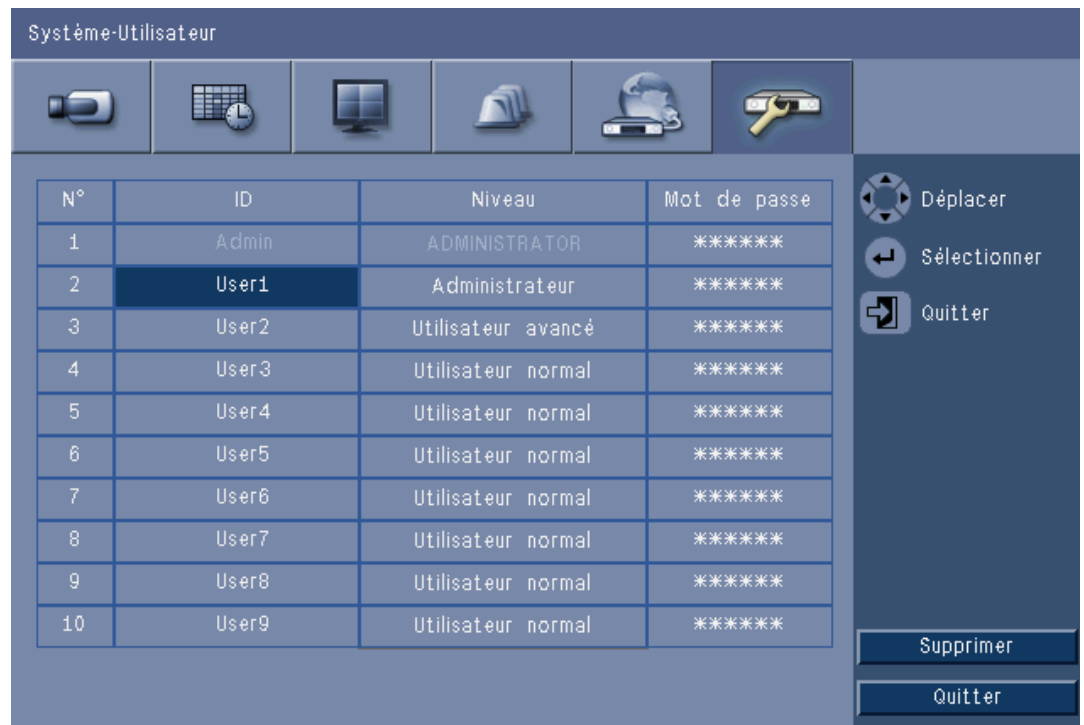 Système-Utilisateur
N° ID Niveau Mot de passe
1 Admin ADMINISTRATOR ******
2 User1 Administrateur ******
3 User2 Utilisateur avancé ******
4 User3 Utilisateur normal ******
5 User4 Utilisateur normal ******
6 User5 Utilisateur normal ******
7 User6 Utilisateur normal ******
8 User7 Utilisateur normal ******
9 User8 Utilisateur normal ******
10 User9 Utilisateur normal ******
Déplacer
Sélectionner
Quitter
Supprimer
Quitter